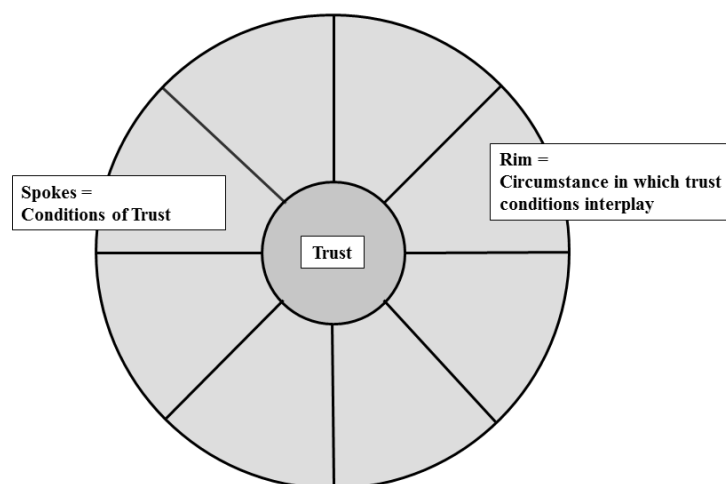 Spokes =
Conditions of Trust
Trust
Rim =
Circumstance in which trust
conditions interplay